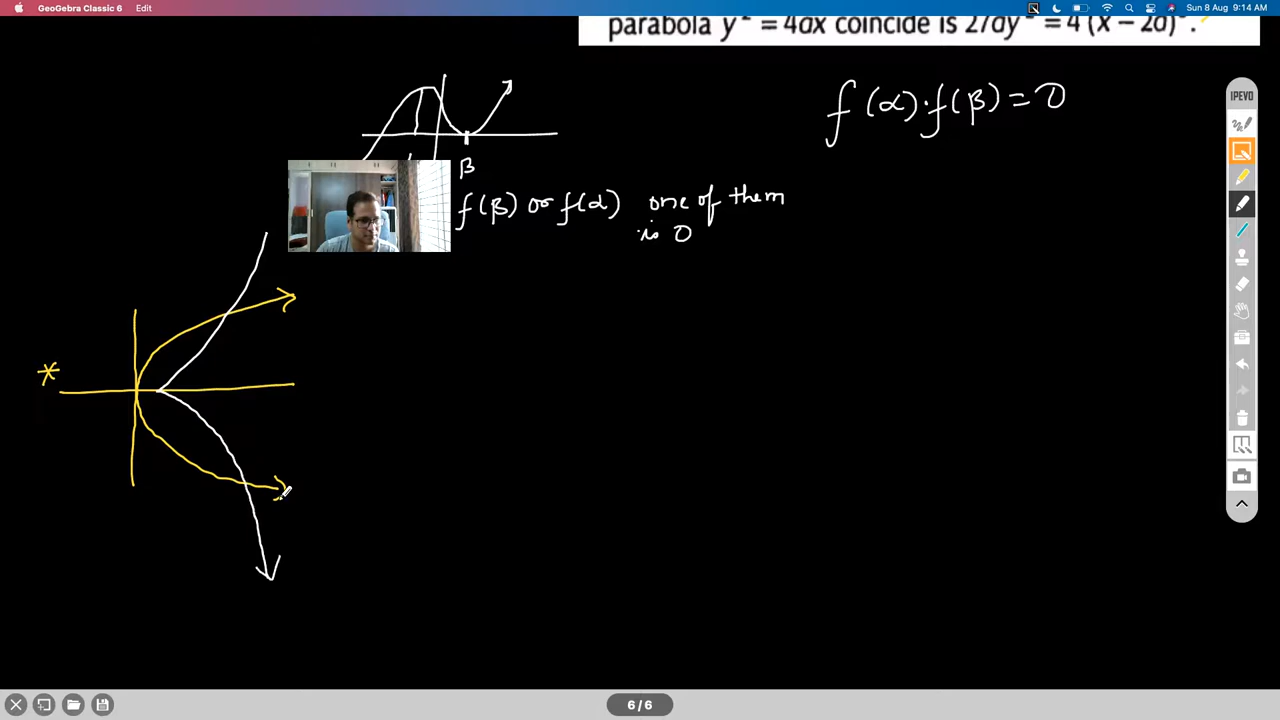 GeoGebra Classic 6 Edit Sun 8 Aug 9:14 AM
parabola y² = 4ax coincide is 27ay² = 4 (x − 2a)³.
f(α)·f(β) = 0
IPEVO
β
f(β) or f(α) one of them
is 0
*
6 / 6